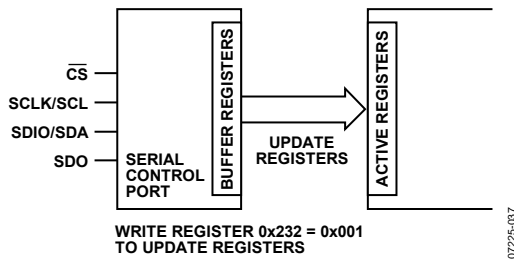 CS
SCLK/SCL
SDIO/SDA
SDO
SERIAL
CONTROL
PORT
BUFFER REGISTERS
UPDATE
REGISTERS
ACTIVE REGISTERS
WRITE REGISTER 0x232 = 0x001
TO UPDATE REGISTERS
07225-037